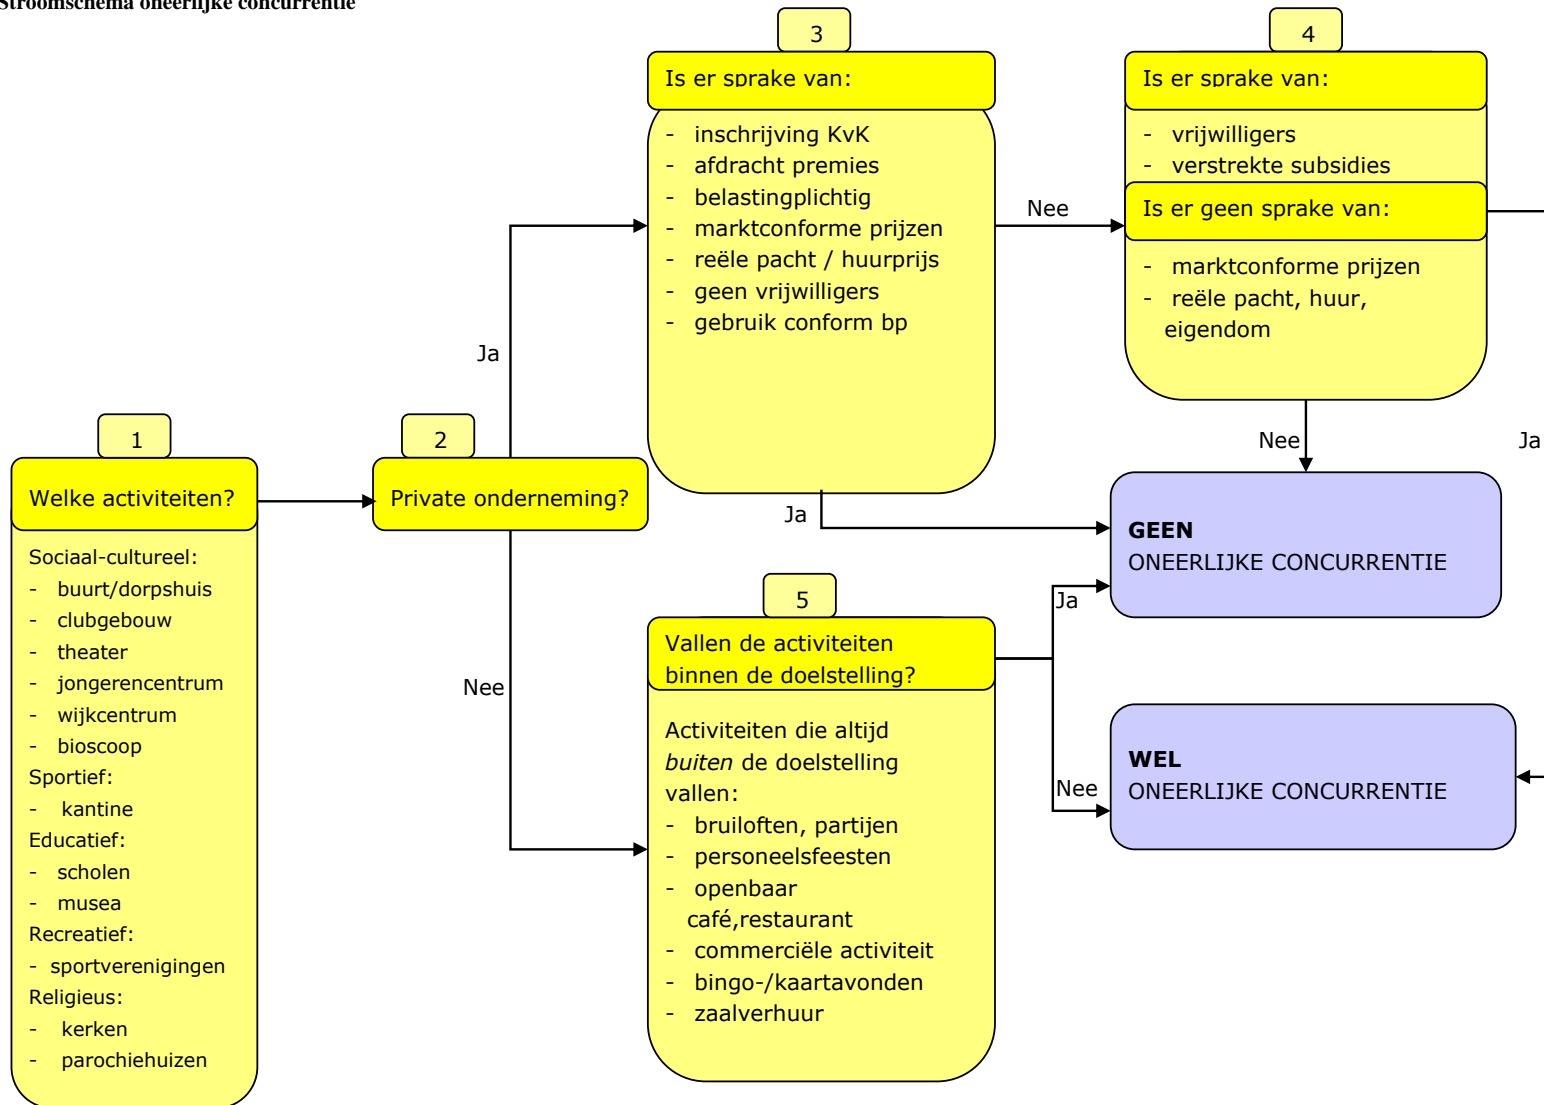 Stroomschema oneerlijke concurrentie
1
Welke activiteiten?
Sociaal-cultureel:
- buurt/dorpshuis
- clubgebouw
- theater
- jongerencentrum
- wijkcentrum
- bioscoop
Sportief:
- kantine
Educatief:
- scholen
- musea
Recreatief:
- sportverenigingen
Religieus:
- kerken
- parochiehuizen
2
Private onderneming?
Ja
Nee
3
Is er sprake van:
- inschrijving KvK
- afdracht premies
- belastingplichtig
- marktconforme prijzen
- reële pacht / huurprijs
- geen vrijwilligers
- gebruik conform bp
Nee
Ja
4
Is er sprake van:
- vrijwilligers
- verstrekte subsidies
Is er geen sprake van:
- marktconforme prijzen
- reële pacht, huur,
eigendom
Nee
Ja
5
Vallen de activiteiten
binnen de doelstelling?
Activiteiten die altijd
buiten de doelstelling
vallen:
- bruiloften, partijen
- personeelsfeesten
- openbaar
café,restaurant
- commerciële activiteit
- bingo-/kaartavonden
- zaalverhuur
Ja
Nee
GEEN
ONEERLIJKE CONCURRENTIE
WEL
ONEERLIJKE CONCURRENTIE